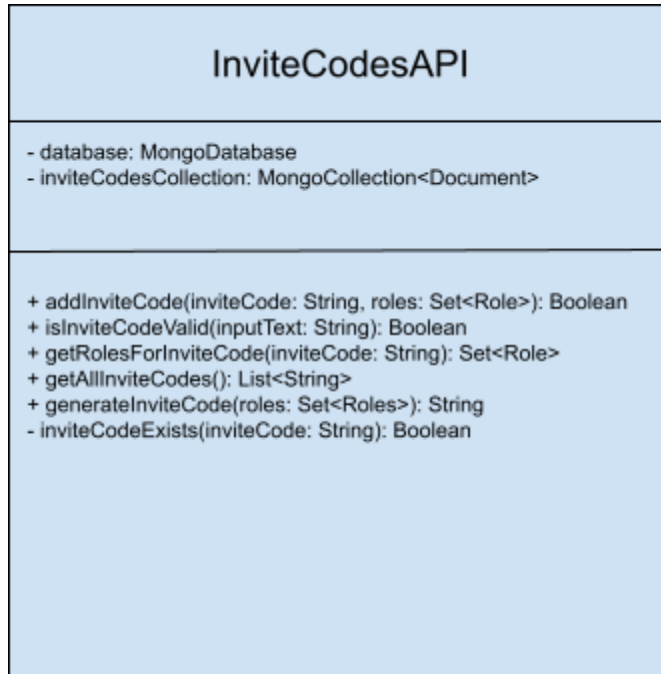 InviteCodesAPI
- database: MongoDatabase
- inviteCodesCollection: MongoCollection<Document>
+ addInviteCode(inviteCode: String, roles: Set<Role>): Boolean
+ isInviteCodeValid(inputText: String): Boolean
+ getRolesForInviteCode(inviteCode: String): Set<Role>
+ getAllInviteCodes(): List<String>
+ generateInviteCode(roles: Set<Roles>): String
- inviteCodeExists(inviteCode: String): Boolean